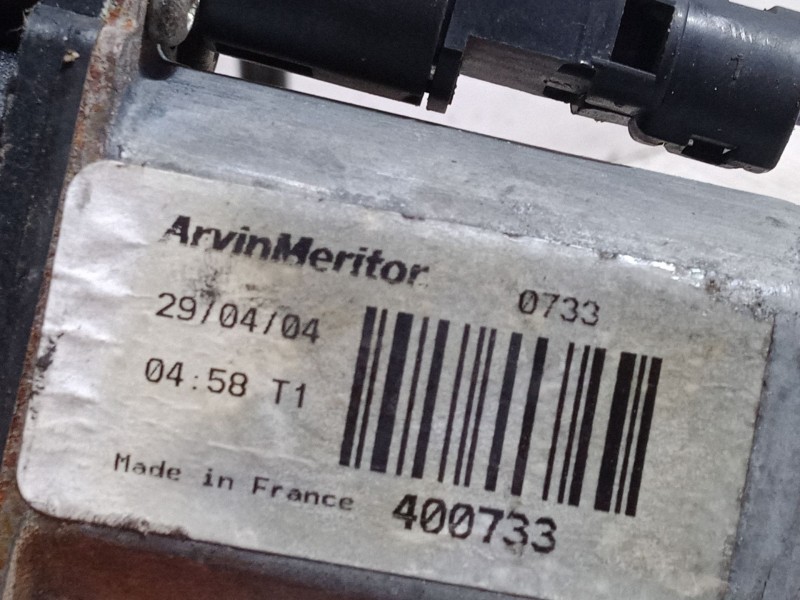 ArvinMeritor
0733
29/04/04
04:58 T1
Made in France
400733